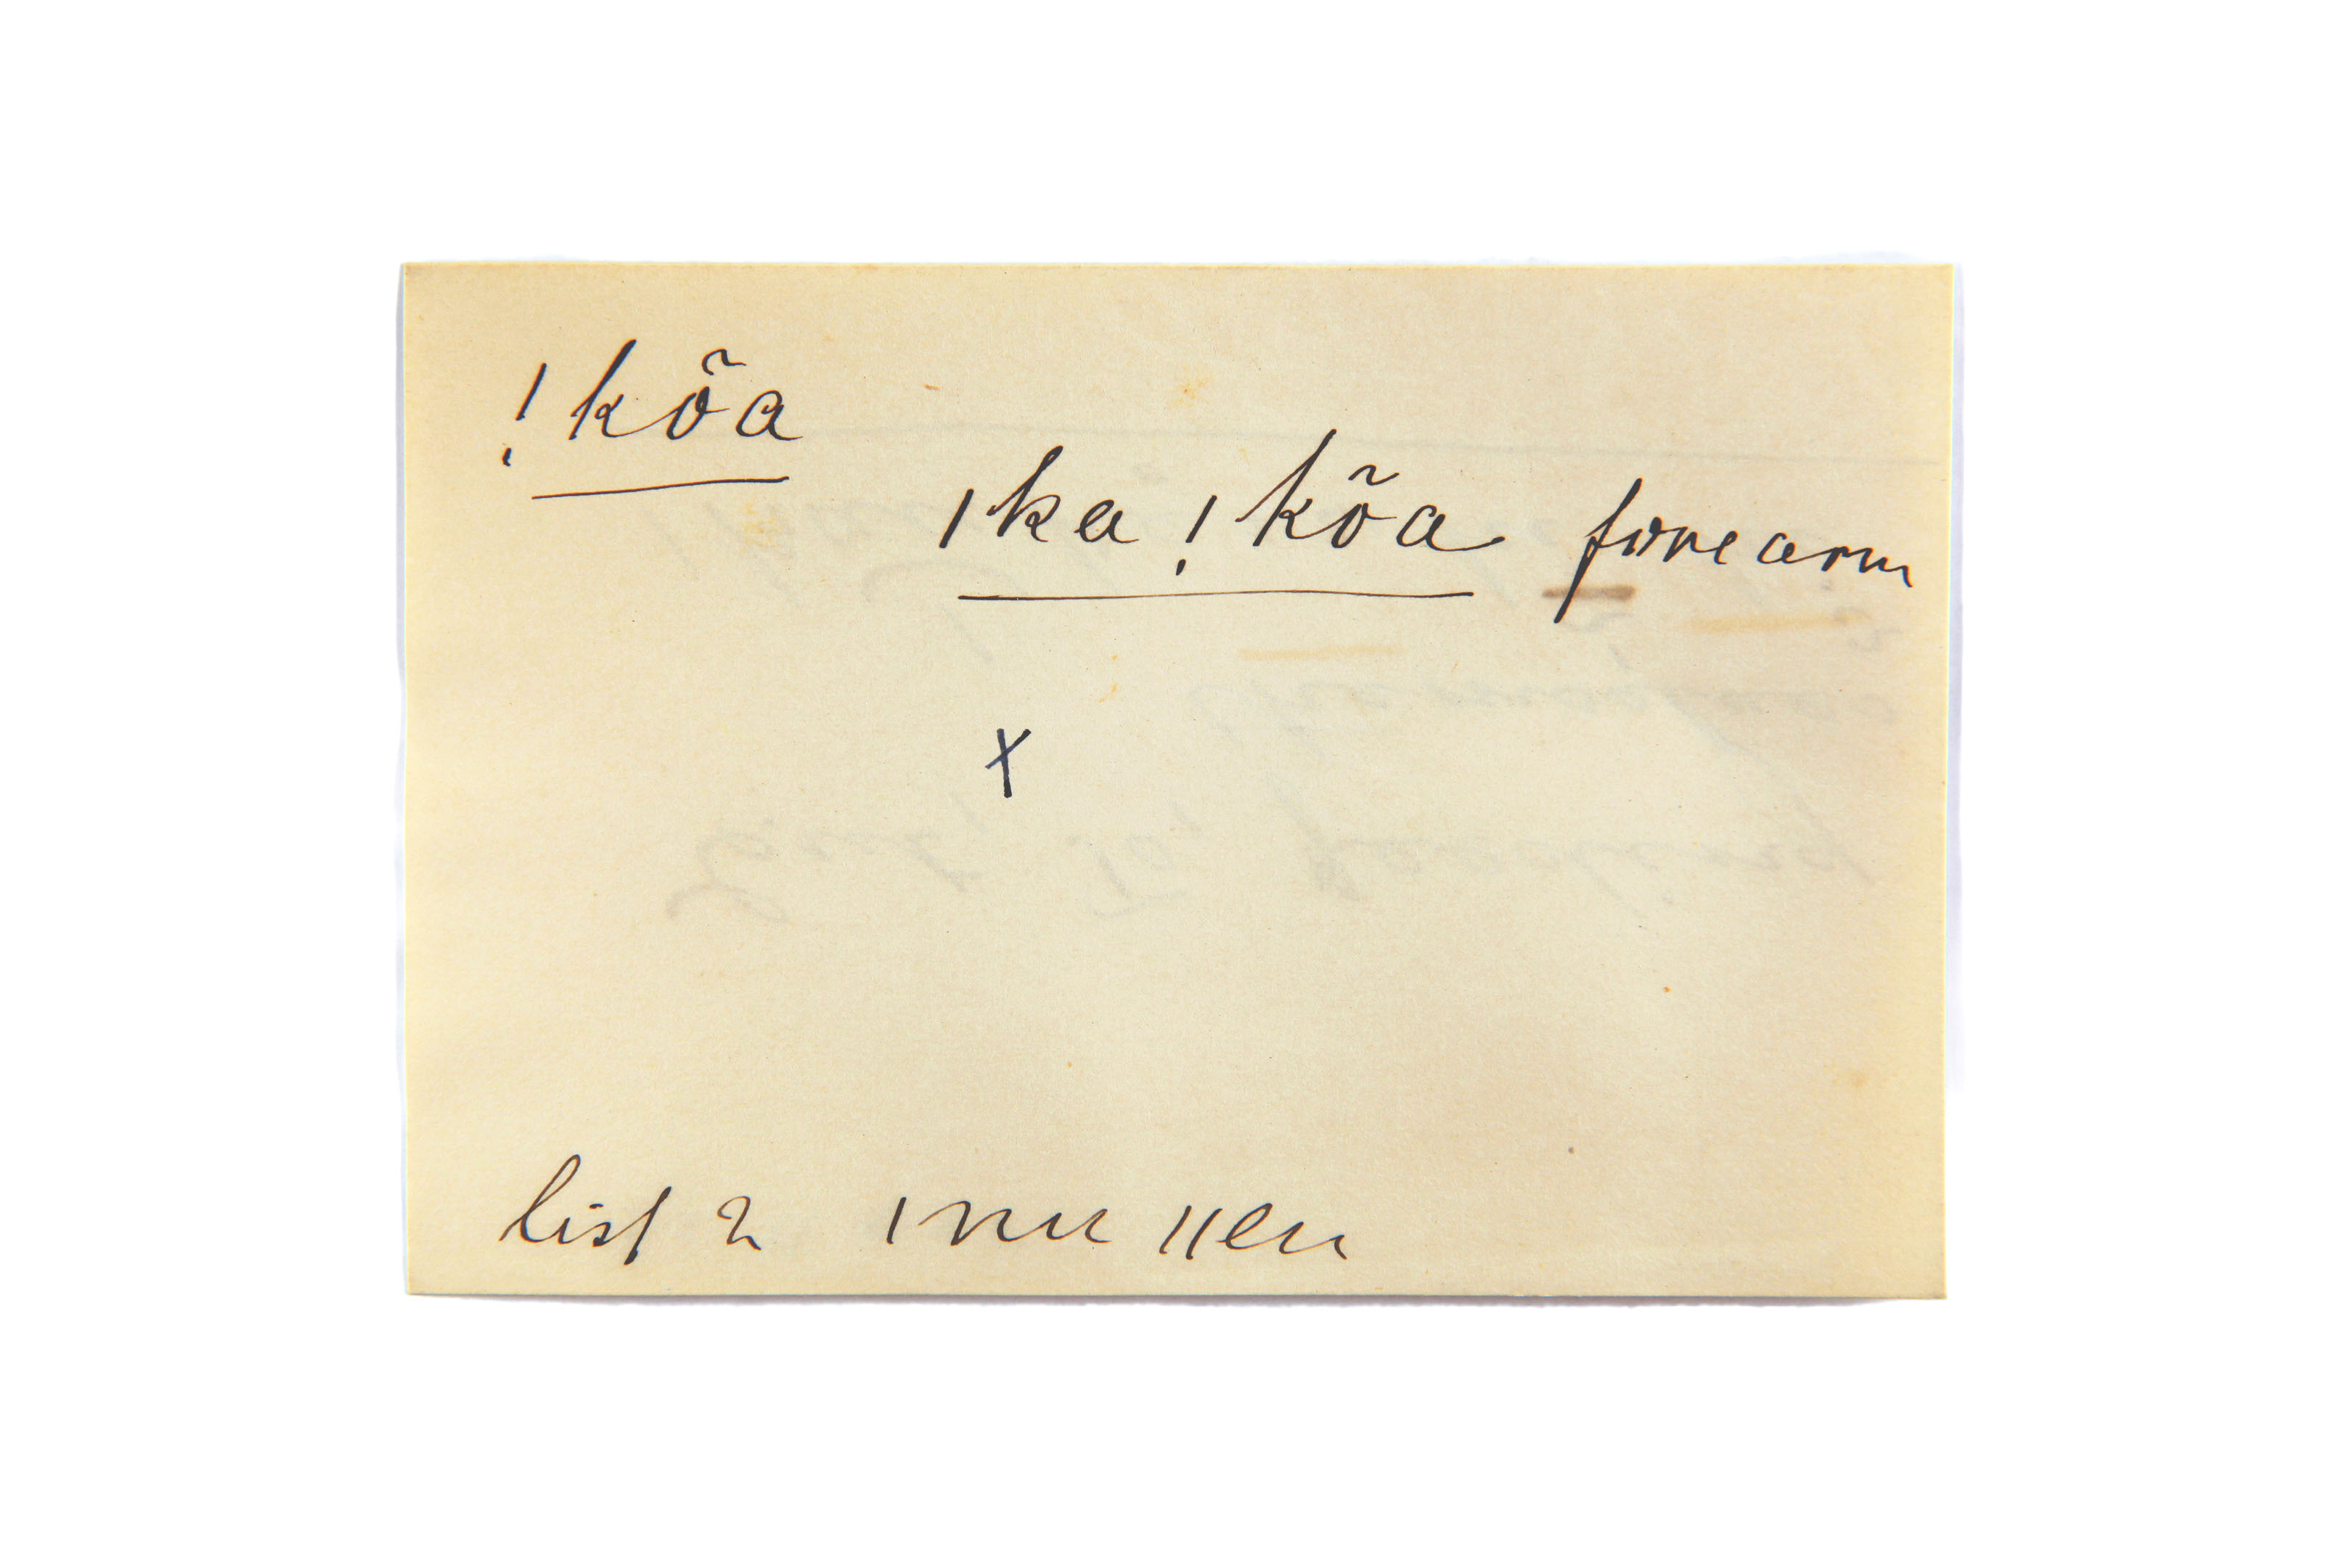 !kõa
ǀka !kõa forearm
x
list 2 ǀnu ǁen